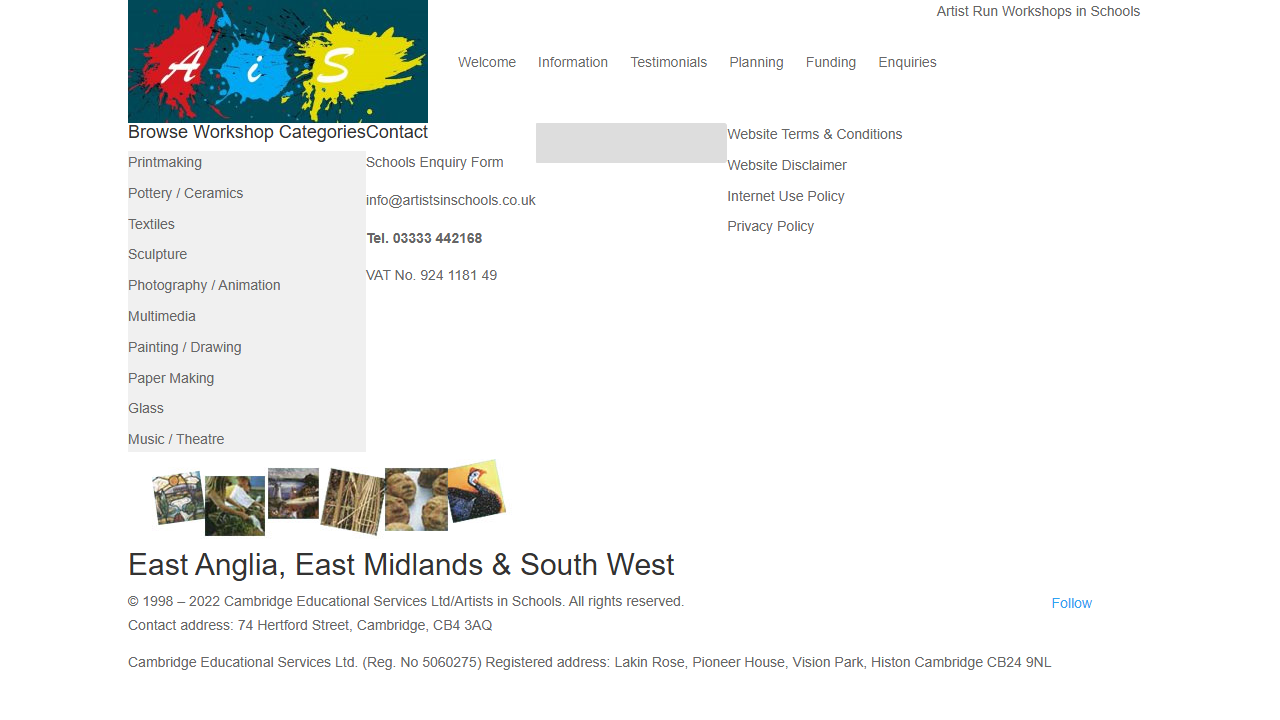 AiS
Artist Run Workshops in Schools
Welcome Information Testimonials Planning Funding Enquiries
Browse Workshop Categories
Printmaking
Pottery / Ceramics
Textiles
Sculpture
Photography / Animation
Multimedia
Painting / Drawing
Paper Making
Glass
Music / Theatre
Contact
Schools Enquiry Form
info@artistsinschools.co.uk
Tel. 03333 442168
VAT No. 924 1181 49
Website Terms & Conditions
Website Disclaimer
Internet Use Policy
Privacy Policy
East Anglia, East Midlands & South West
© 1998 – 2022 Cambridge Educational Services Ltd/Artists in Schools. All rights reserved.
Contact address: 74 Hertford Street, Cambridge, CB4 3AQ
Cambridge Educational Services Ltd. (Reg. No 5060275) Registered address: Lakin Rose, Pioneer House, Vision Park, Histon Cambridge CB24 9NL
Follow